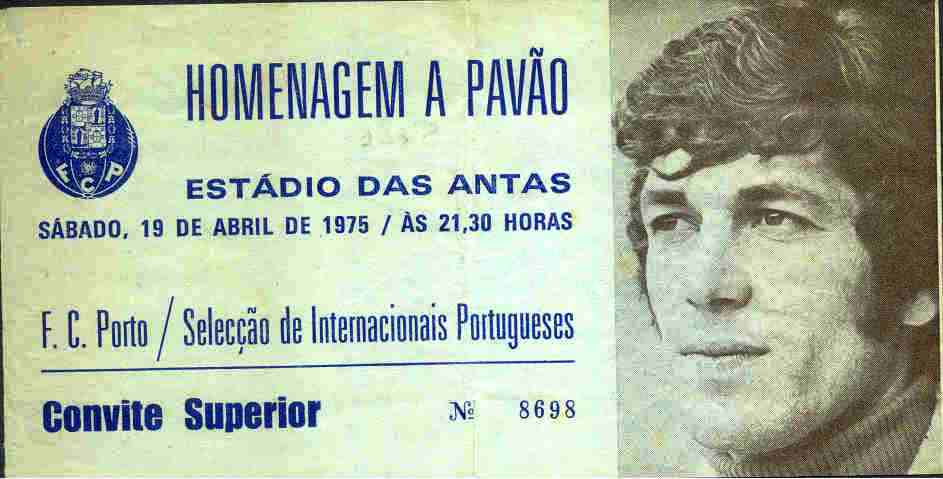 HOMENAGEM A PAVÃO
ESTÁDIO DAS ANTAS
SÁBADO, 19 DE ABRIL DE 1975 / ÀS 21,30 HORAS
F. C. Porto / Selecção de Internacionais Portugueses
Convite Superior Nº 8698
FCP